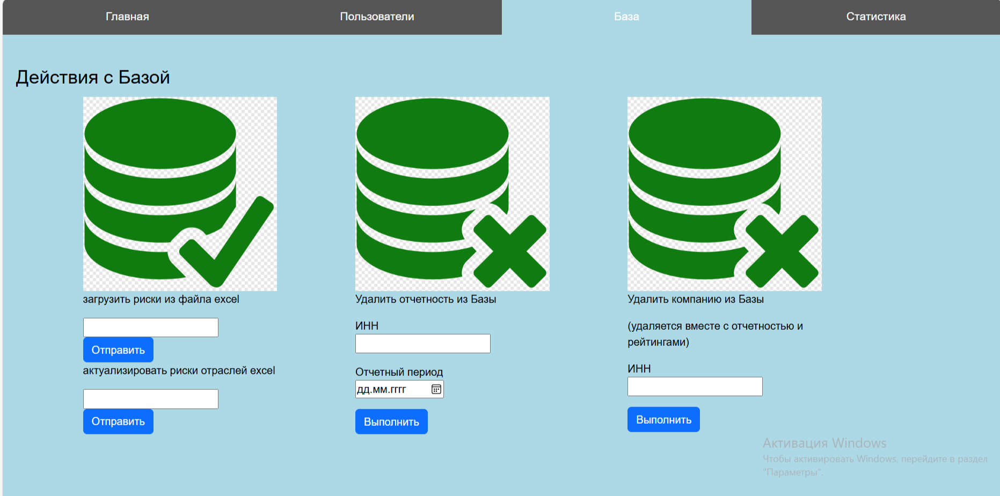 Главная
Пользователи
База
Статистика
Действия с Базой
загрузить риски из файла excel
Отправить
актуализировать риски отраслей excel
Отправить
Удалить отчетность из Базы
ИНН
Отчетный период
дд.мм.гггг
Выполнить
Удалить компанию из Базы
(удаляется вместе с отчетностью и
рейтингами)
ИНН
Выполнить
Активация Windows
Чтобы активировать Windows, перейдите в раздел
"Параметры".